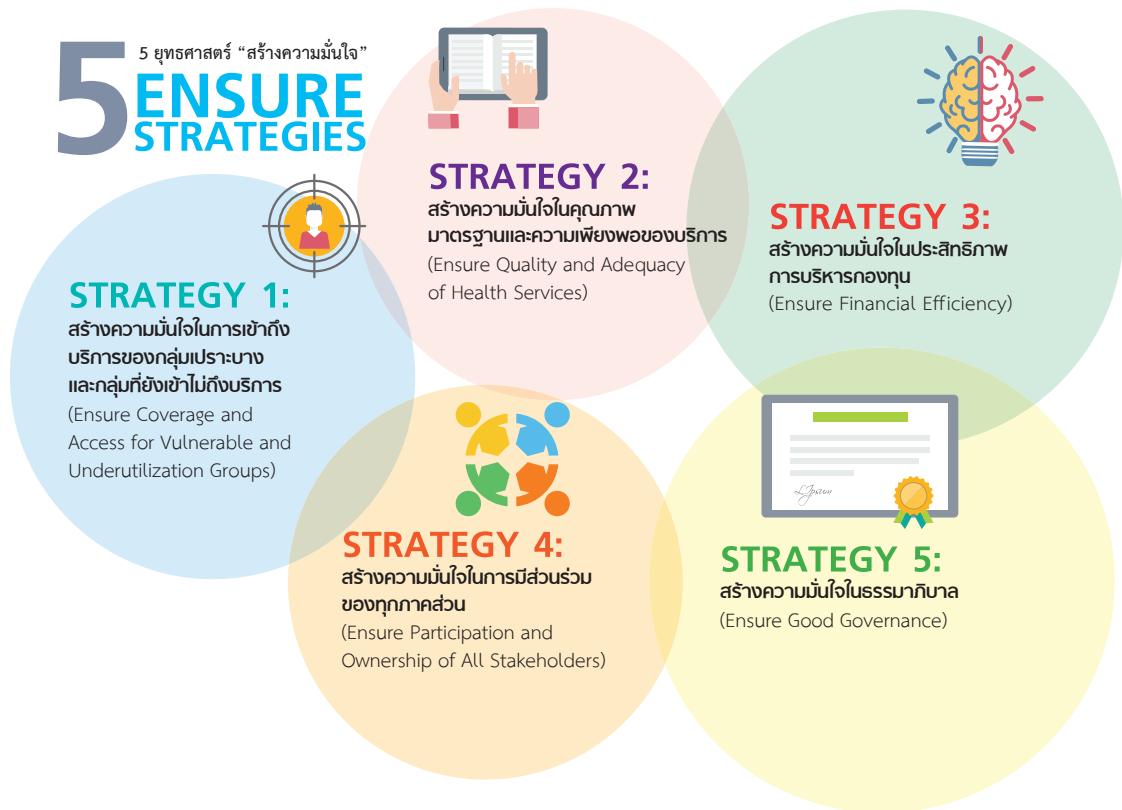 5
5 ยุทธศาสตร์ “สร้างความมั่นใจ”
ENSURE
STRATEGIES
STRATEGY 1:
สร้างความมั่นใจในการเข้าถึง
บริการของกลุ่มเปราะบาง
และกลุ่มที่ยังเข้าไม่ถึงบริการ
(Ensure Coverage and
Access for Vulnerable and
Underutilization Groups)
STRATEGY 2:
สร้างความมั่นใจในคุณภาพ
มาตรฐานและความเพียงพอของบริการ
(Ensure Quality and Adequacy
of Health Services)
STRATEGY 3:
สร้างความมั่นใจในประสิทธิภาพ
การบริหารกองทุน
(Ensure Financial Efficiency)
STRATEGY 4:
สร้างความมั่นใจในการมีส่วนร่วม
ของทุกภาคส่วน
(Ensure Participation and
Ownership of All Stakeholders)
L.Ipsum
STRATEGY 5:
สร้างความมั่นใจในธรรมาภิบาล
(Ensure Good Governance)